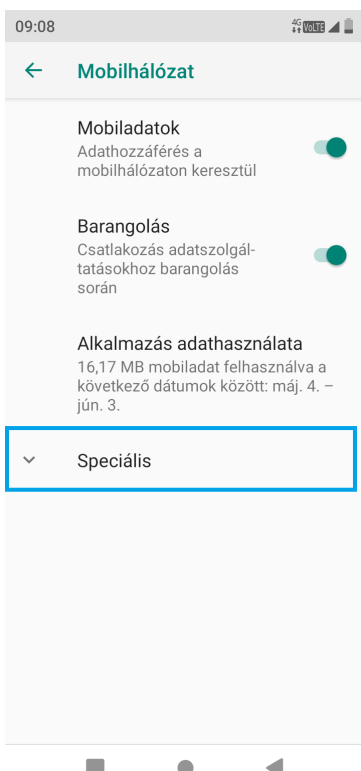 09:08
4G VoLTE
Mobilhálózat
Mobiladatok
Adathozzáférés a
mobilhálózaton keresztül
Barangolás
Csatlakozás adatszolgál-
tatásokhoz barangolás
során
Alkalmazás adathasználata
16,17 MB mobiladat felhasználva a
következő dátumok között: máj. 4. –
jún. 3.
Speciális